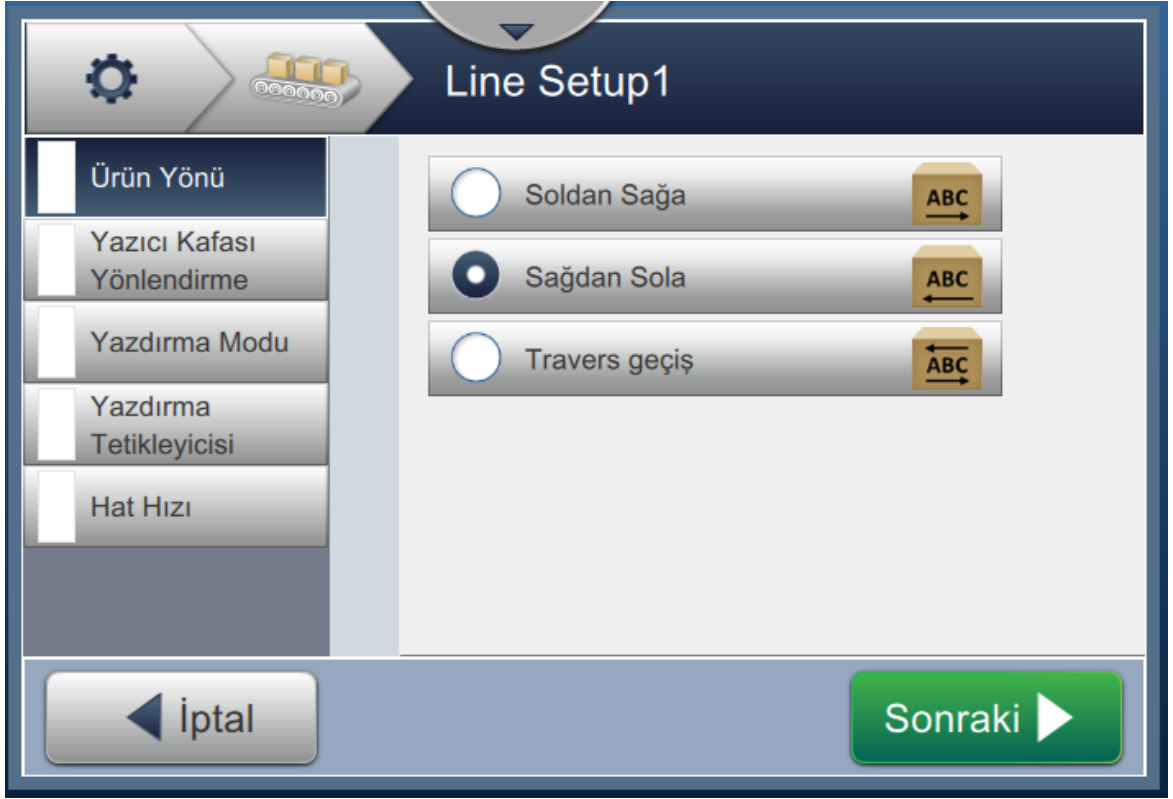 Line Setup1
Ürün Yönü
Yazıcı Kafası
Yönlendirme
Yazdırma Modu
Yazdırma
Tetikleyicisi
Hat Hızı
Soldan Sağa
ABC
Sağdan Sola
ABC
Travers geçiş
ABC
İptal
Sonraki